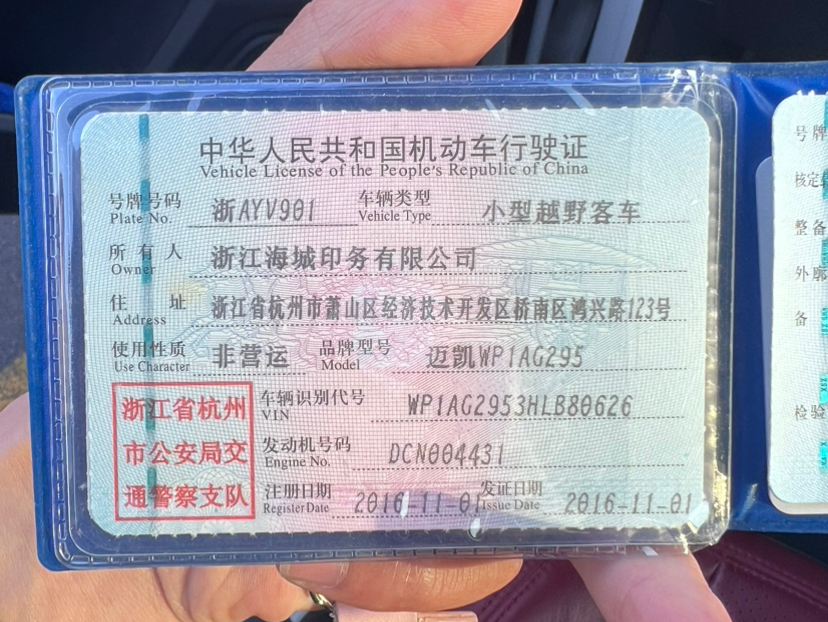 中华人民共和国机动车行驶证
Vehicle License of the People's Republic of China
号牌号码 浙AYV901 车辆类型 小型越野客车
Plate No. Vehicle Type
所有人 浙江海城印务有限公司
Owner
住址 浙江省杭州市萧山区经济技术开发区桥南区鸿兴路123号
Address
使用性质 非营运 品牌型号 迈凯WP1AG295
Use Character Model
浙江省杭州
市公安局交
通警察支队
车辆识别代号 WP1AG2953HLB80626
VIN
发动机号码 DCN004431
Engine No.
注册日期 2016-11-01 发证日期 2016-11-01
Register Date Issue Date
号牌
核定
整备
外廓
备
检验